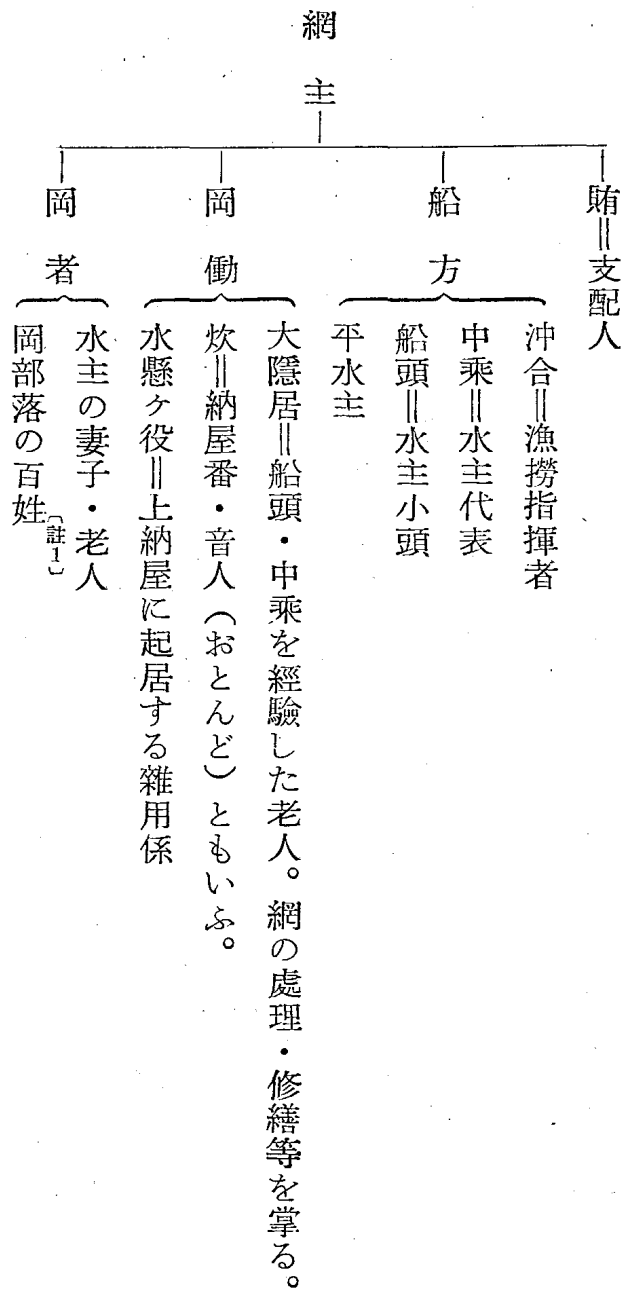 網主
賄＝支配人
船方
沖合＝漁撈指揮者
中乘＝水主代表
船頭＝水主小頭
平水主
岡働
大隱居＝船頭・中乘を經驗した老人。網の處理・修繕等を掌る。
炊＝納屋番・音人（おとんど）ともいふ。
水懸ケ役＝上納屋に起居する雜用係
岡者
水主の妻子・老人
岡部落の百姓〔註1〕